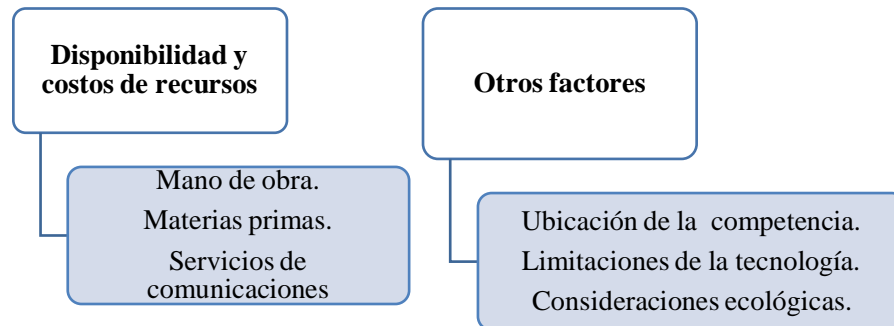 Disponibilidad y
costos de recursos
Mano de obra.
Materias primas.
Servicios de
comunicaciones
Otros factores
Ubicación de la competencia.
Limitaciones de la tecnología.
Consideraciones ecológicas.